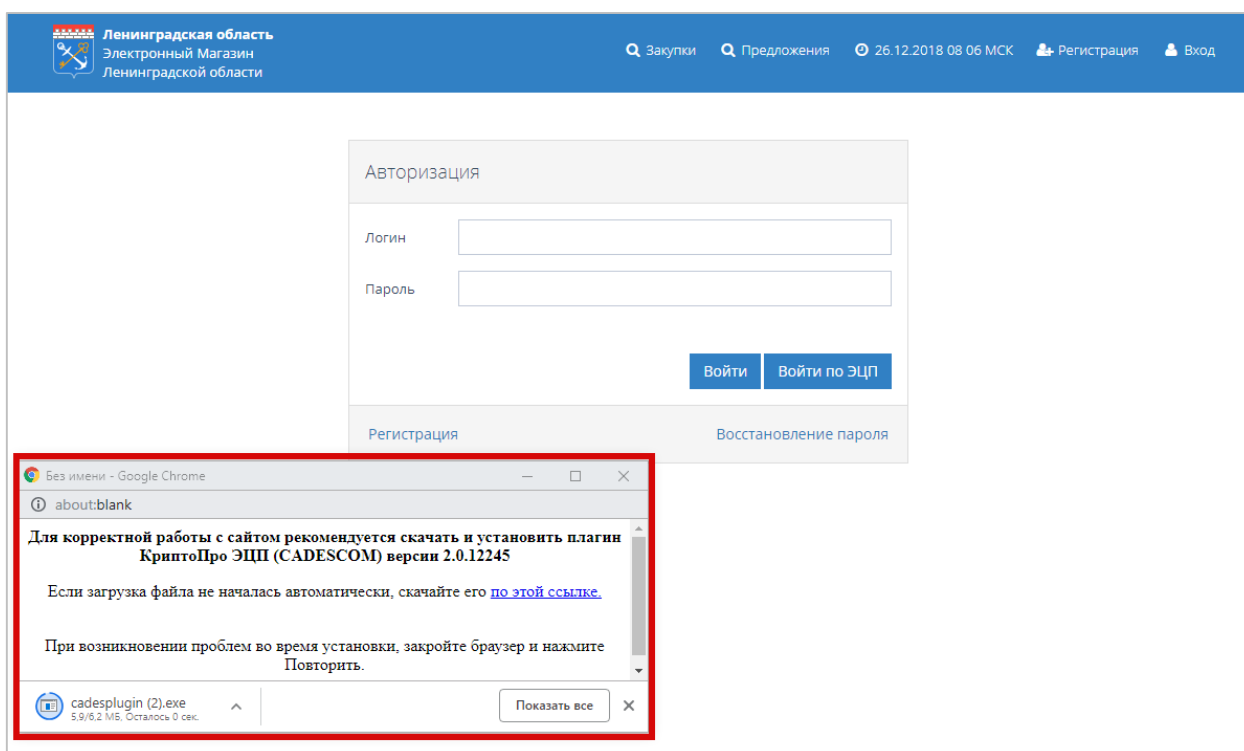 Ленинградская область
Электронный Магазин
Ленинградской области
Закупки Предложения 26.12.2018 08 06 МСК Регистрация Вход
Авторизация
Логин
Пароль
Войти Войти по ЭЦП
Регистрация Восстановление пароля
Без имени - Google Chrome
about:blank
Для корректной работы с сайтом рекомендуется скачать и установить плагин
КриптоПро ЭЦП (CADESCOM) версии 2.0.12245
Если загрузка файла не началась автоматически, скачайте его по этой ссылке.
При возникновении проблем во время установки, закройте браузер и нажмите
Повторить.
cadesplugin (2).exe
5,9/6,2 МБ, Осталось 0 сек.
Показать все